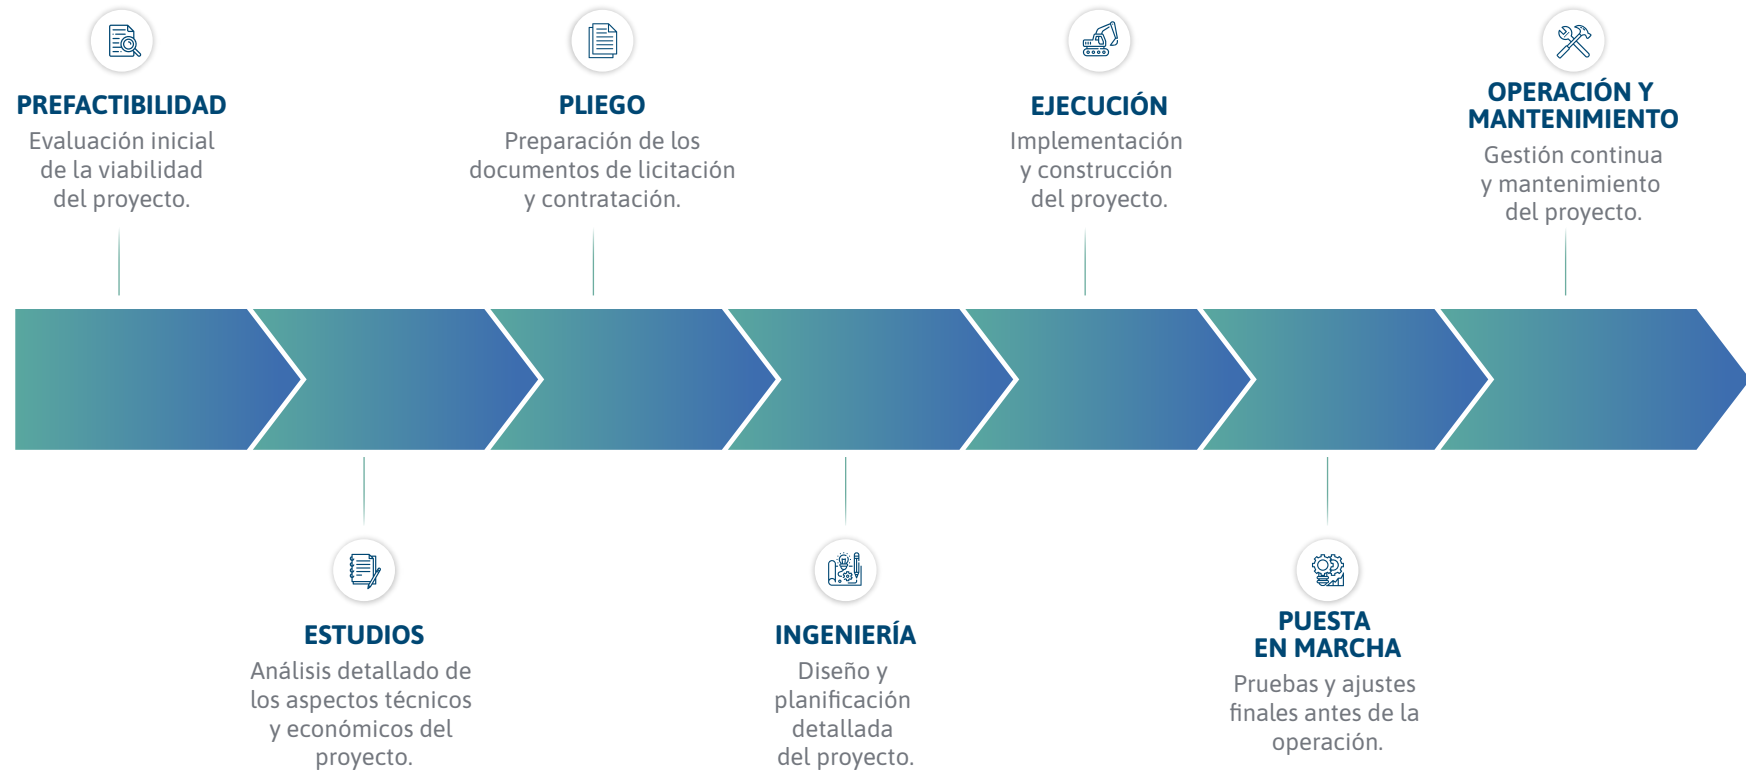 PREFACTIBILIDAD
Evaluación inicial
de la viabilidad
del proyecto.
PLIEGO
Preparación de los
documentos de licitación
y contratación.
EJECUCIÓN
Implementación
y construcción
del proyecto.
OPERACIÓN Y
MANTENIMIENTO
Gestión continua
y mantenimiento
del proyecto.
ESTUDIOS
Análisis detallado de
los aspectos técnicos
y económicos del
proyecto.
INGENIERÍA
Diseño y
planificación
detallada
del proyecto.
PUESTA
EN MARCHA
Pruebas y ajustes
finales antes de la
operación.